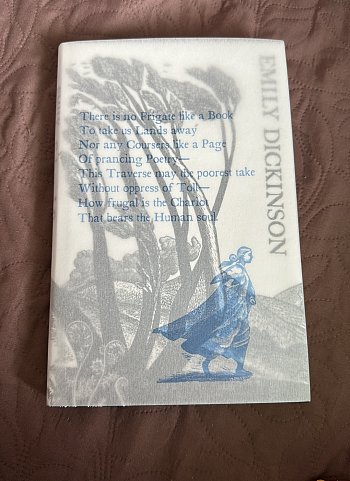 There is no Frigate like a Book
To take us Lands away
Nor any Coursers like a Page
Of prancing Poetry—
This Traverse may the poorest take
Without oppress of Toll—
How frugal is the Chariot
That bears the Human soul.
EMILY DICKINSON